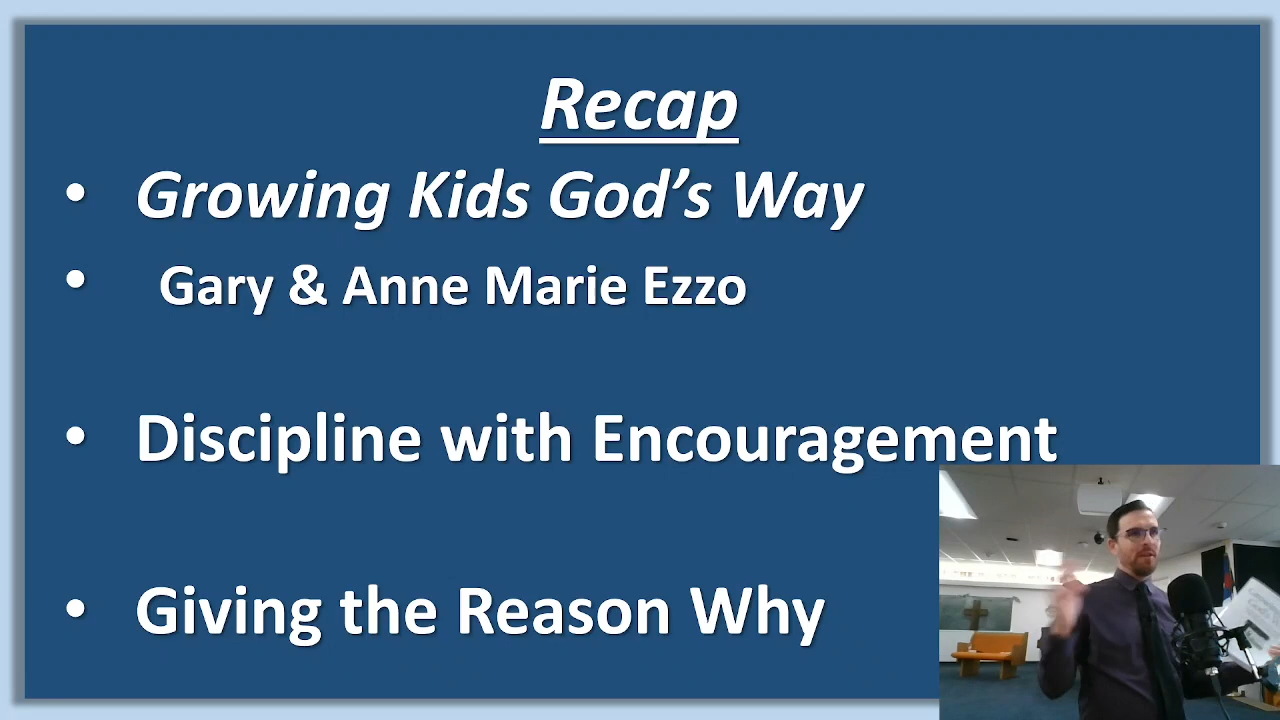 Recap
• Growing Kids God's Way
• Gary & Anne Marie Ezzo
• Discipline with Encouragement
• Giving the Reason Why